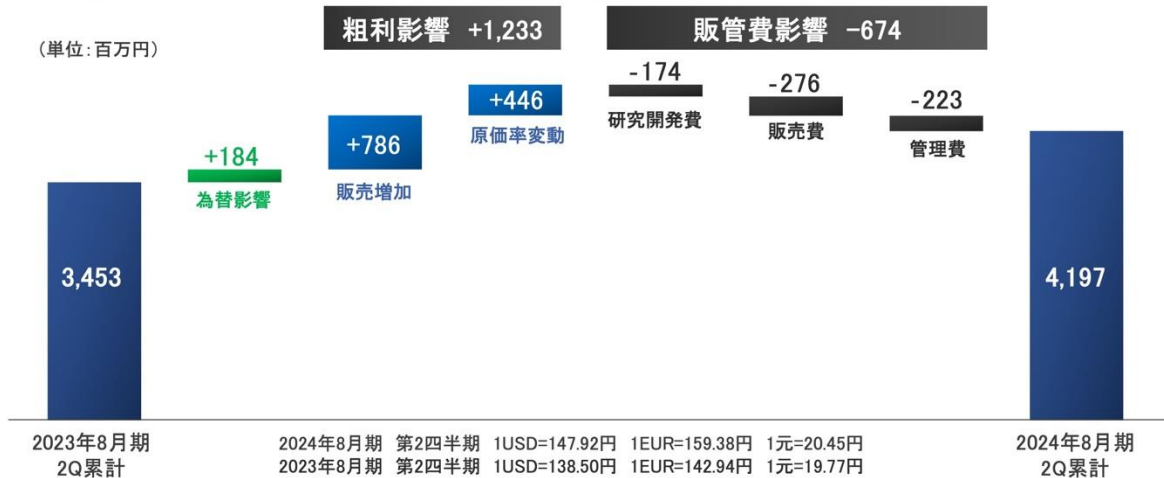 粗利影響 +1,233
販管費影響 -674
(単位:百万円)
-174
研究開発費
-276
販売費
-223
管理費
+446
原価率変動
+786
販売増加
+184
為替影響
3,453
4,197
2023年8月期
2Q累計
2024年8月期 第2四半期 1USD=147.92円 1EUR=159.38円 1元=20.45円
2023年8月期 第2四半期 1USD=138.50円 1EUR=142.94円 1元=19.77円
2024年8月期
2Q累計